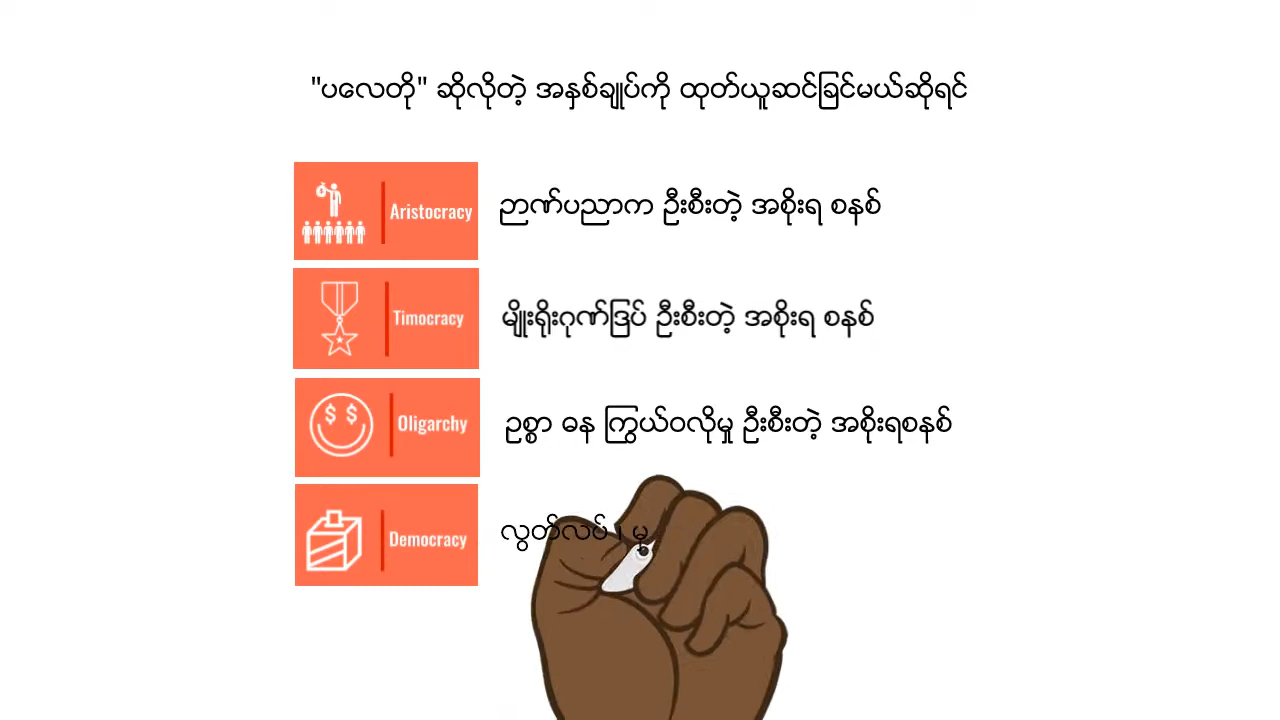 "ပလေတို" ဆိုလိုတဲ့ အနှစ်ချုပ်ကို ထုတ်ယူဆင်ခြင်မယ်ဆိုရင်
Aristocracy ဉာဏ်ပညာက ဦးစီးတဲ့ အစိုးရ စနစ်
Timocracy မျိုးရိုးဂုဏ်ဒြပ် ဦးစီးတဲ့ အစိုးရ စနစ်
Oligarchy ဥစ္စာ ဓန ကြွယ်ဝလိုမှု ဦးစီးတဲ့ အစိုးရစနစ်
Democracy လွတ်လပ် ၊